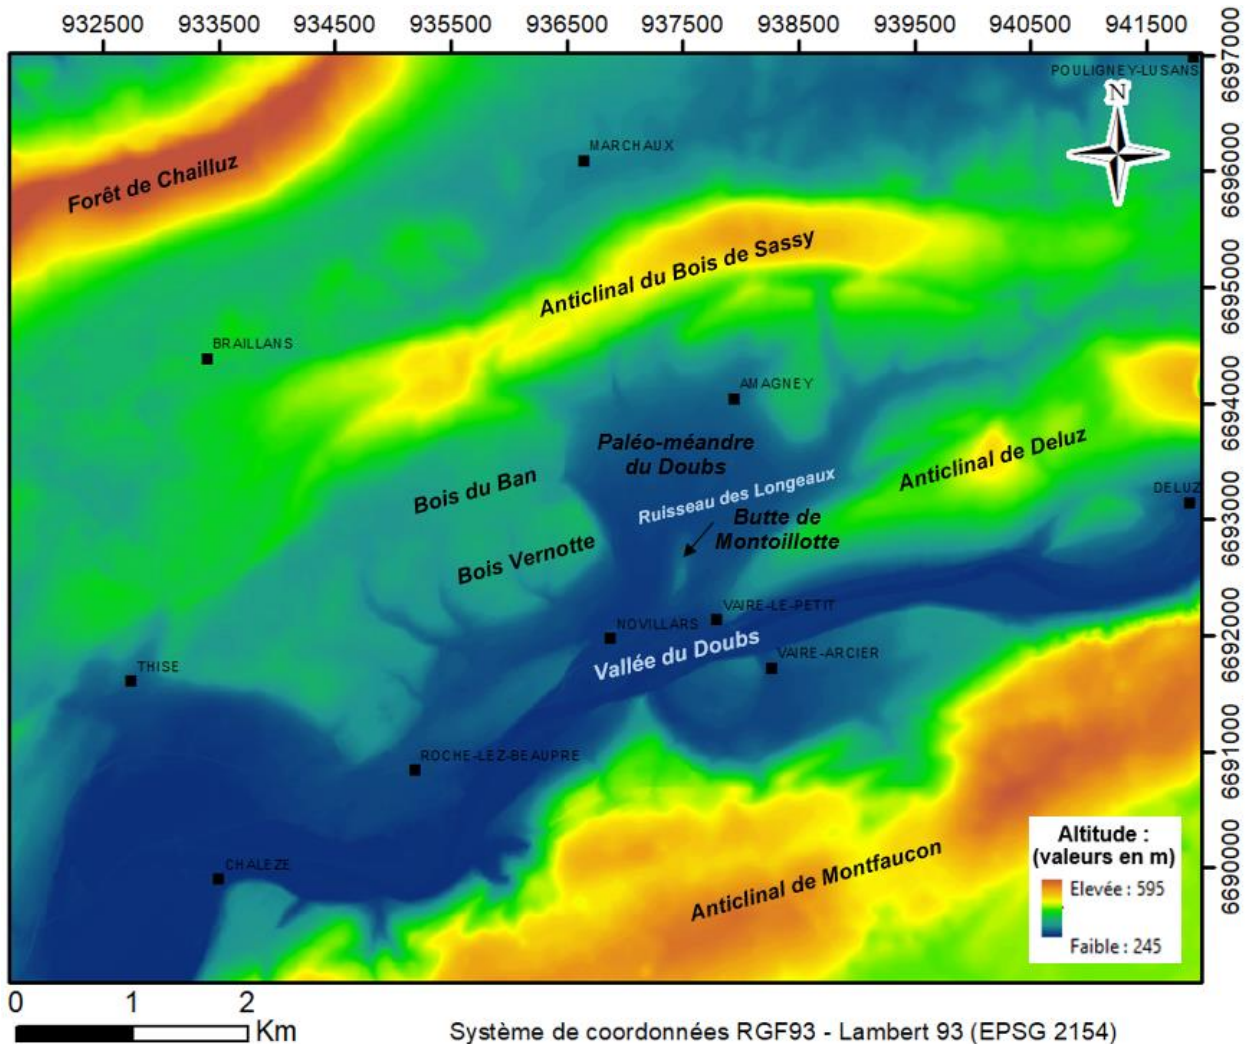 932500 933500 934500 935500 936500 937500 938500 939500 940500 941500
6697000
POULIGNEY-LUSANS
N
MARCHAUX
6696000
Forêt de Chailluz
Anticlinal du Bois de Sassy
6695000
BRAILLANS
AMAGNEY
6694000
Paléo-méandre
du Doubs
Anticlinal de Deluz
Bois du Ban
Ruisseau des Longeaux
DELUZ
6693000
Butte de
Montoillotte
Bois Vernotte
VAIRE-LE-PETIT
NOVILLARS
6692000
Vallée du Doubs
VAIRE-ARCIER
THISE
6691000
ROCHE-LEZ-BEAUPRE
Altitude :
(valeurs en m)
Elevée : 595
Faible : 245
CHALEZE
6690000
Anticlinal de Montfaucon
0 1 2
Km
Système de coordonnées RGF93 - Lambert 93 (EPSG 2154)